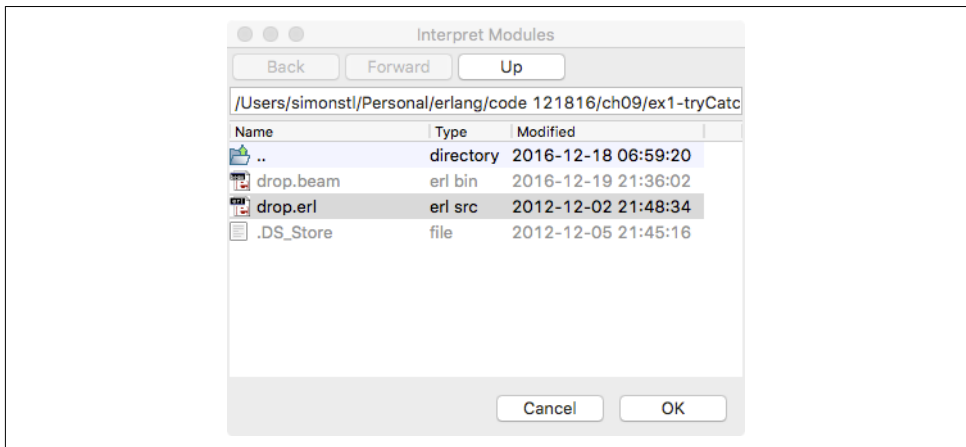 Interpret Modules
Back Forward Up
/Users/simonstl/Personal/erlang/code 121816/ch09/ex1-tryCatc
Name Type Modified
.. directory 2016-12-18 06:59:20
drop.beam erl bin 2016-12-19 21:36:02
drop.erl erl src 2012-12-02 21:48:34
.DS_Store file 2012-12-05 21:45:16
Cancel OK